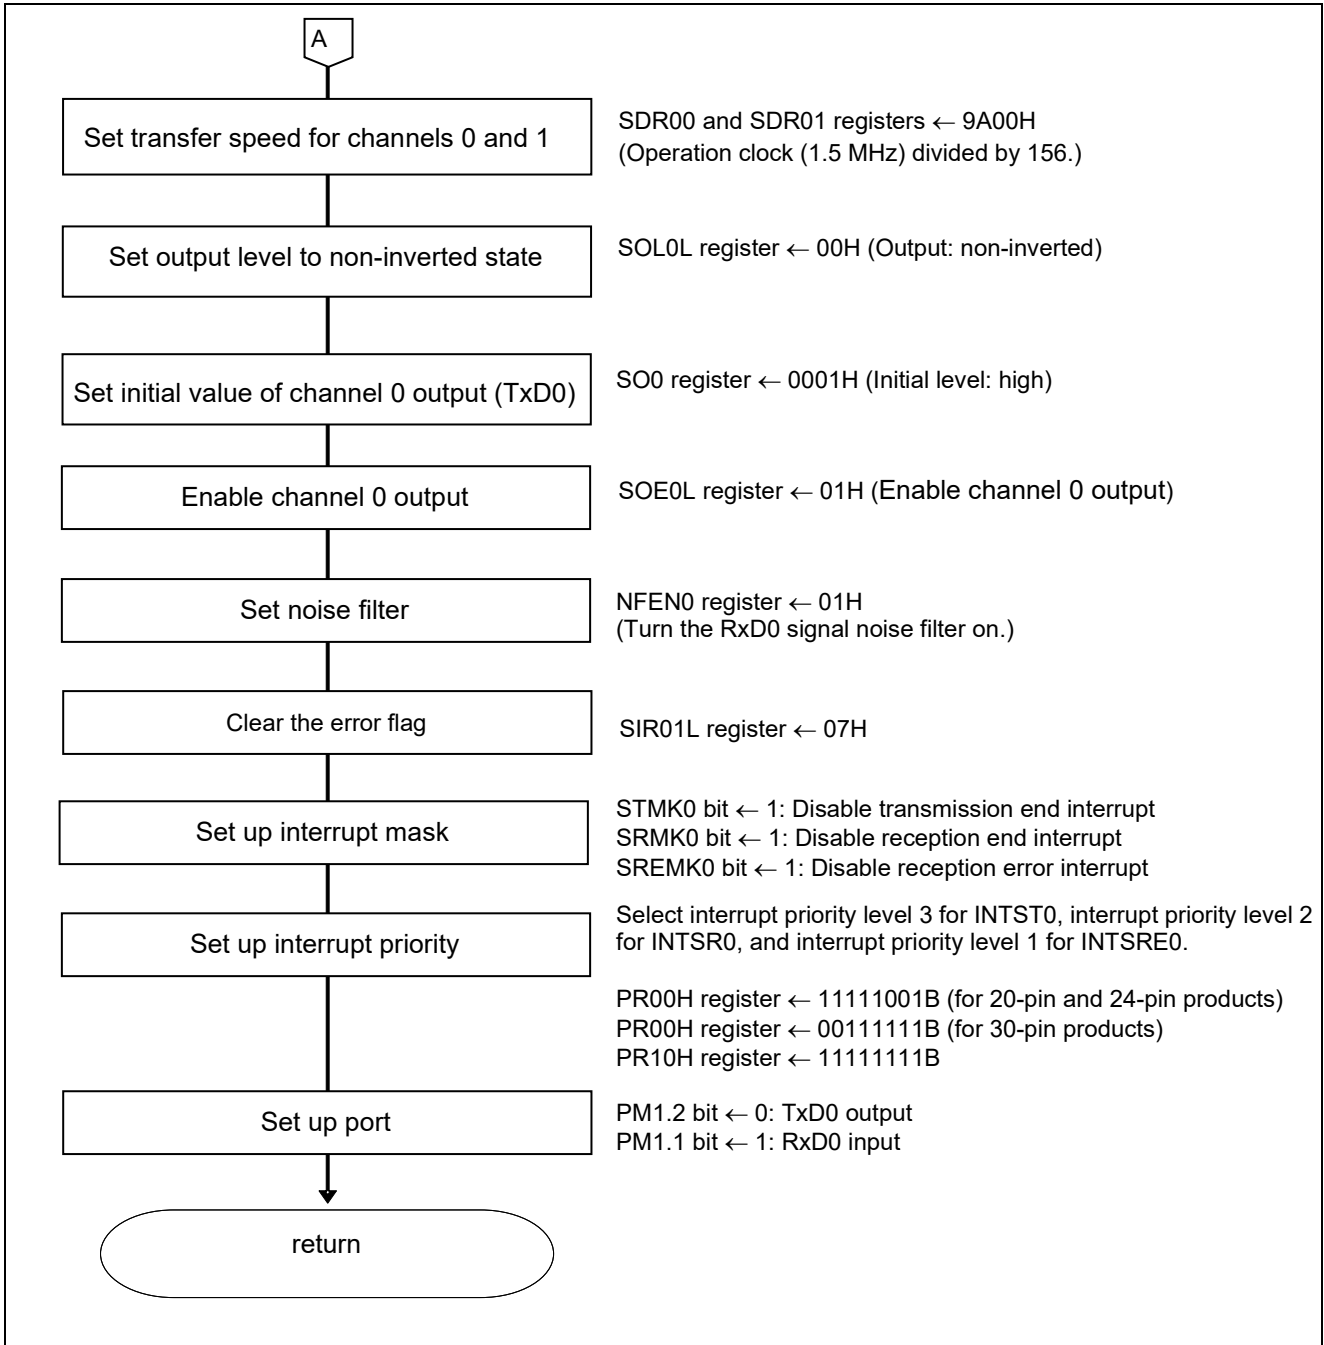 A
Set transfer speed for channels 0 and 1
SDR00 and SDR01 registers ← 9A00H
(Operation clock (1.5 MHz) divided by 156.)
Set output level to non-inverted state
SOL0L register ← 00H (Output: non-inverted)
Set initial value of channel 0 output (TxD0)
SO0 register ← 0001H (Initial level: high)
Enable channel 0 output
SOE0L register ← 01H (Enable channel 0 output)
Set noise filter
NFEN0 register ← 01H
(Turn the RxD0 signal noise filter on.)
Clear the error flag
SIR01L register ← 07H
Set up interrupt mask
STMK0 bit ← 1: Disable transmission end interrupt
SRMK0 bit ← 1: Disable reception end interrupt
SREMK0 bit ← 1: Disable reception error interrupt
Set up interrupt priority
Select interrupt priority level 3 for INTST0, interrupt priority level 2
for INTSR0, and interrupt priority level 1 for INTSRE0.
PR00H register ← 11111001B (for 20-pin and 24-pin products)
PR00H register ← 00111111B (for 30-pin products)
PR10H register ← 11111111B
Set up port
PM1.2 bit ← 0: TxD0 output
PM1.1 bit ← 1: RxD0 input
return